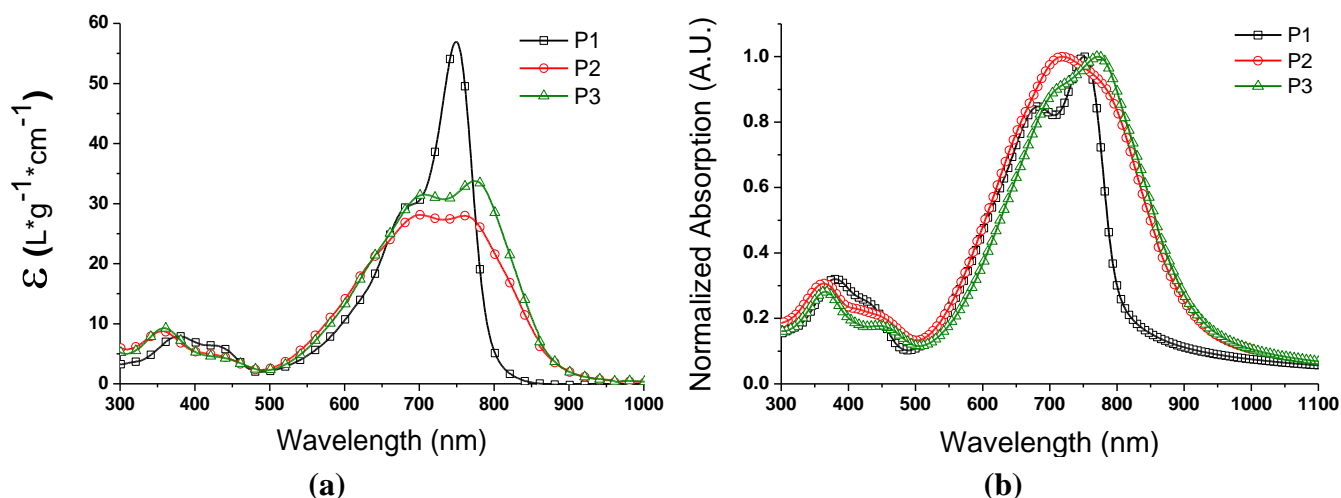 60
50
40
30
20
10
0
300 400 500 600 700 800 900 1000
ε (L*g⁻¹*cm⁻¹)
Wavelength (nm)
P1
P2
P3
(a)
1.0
0.8
0.6
0.4
0.2
0.0
300 400 500 600 700 800 900 1000 1100
Normalized Absorption (A.U.)
Wavelength (nm)
P1
P2
P3
(b)